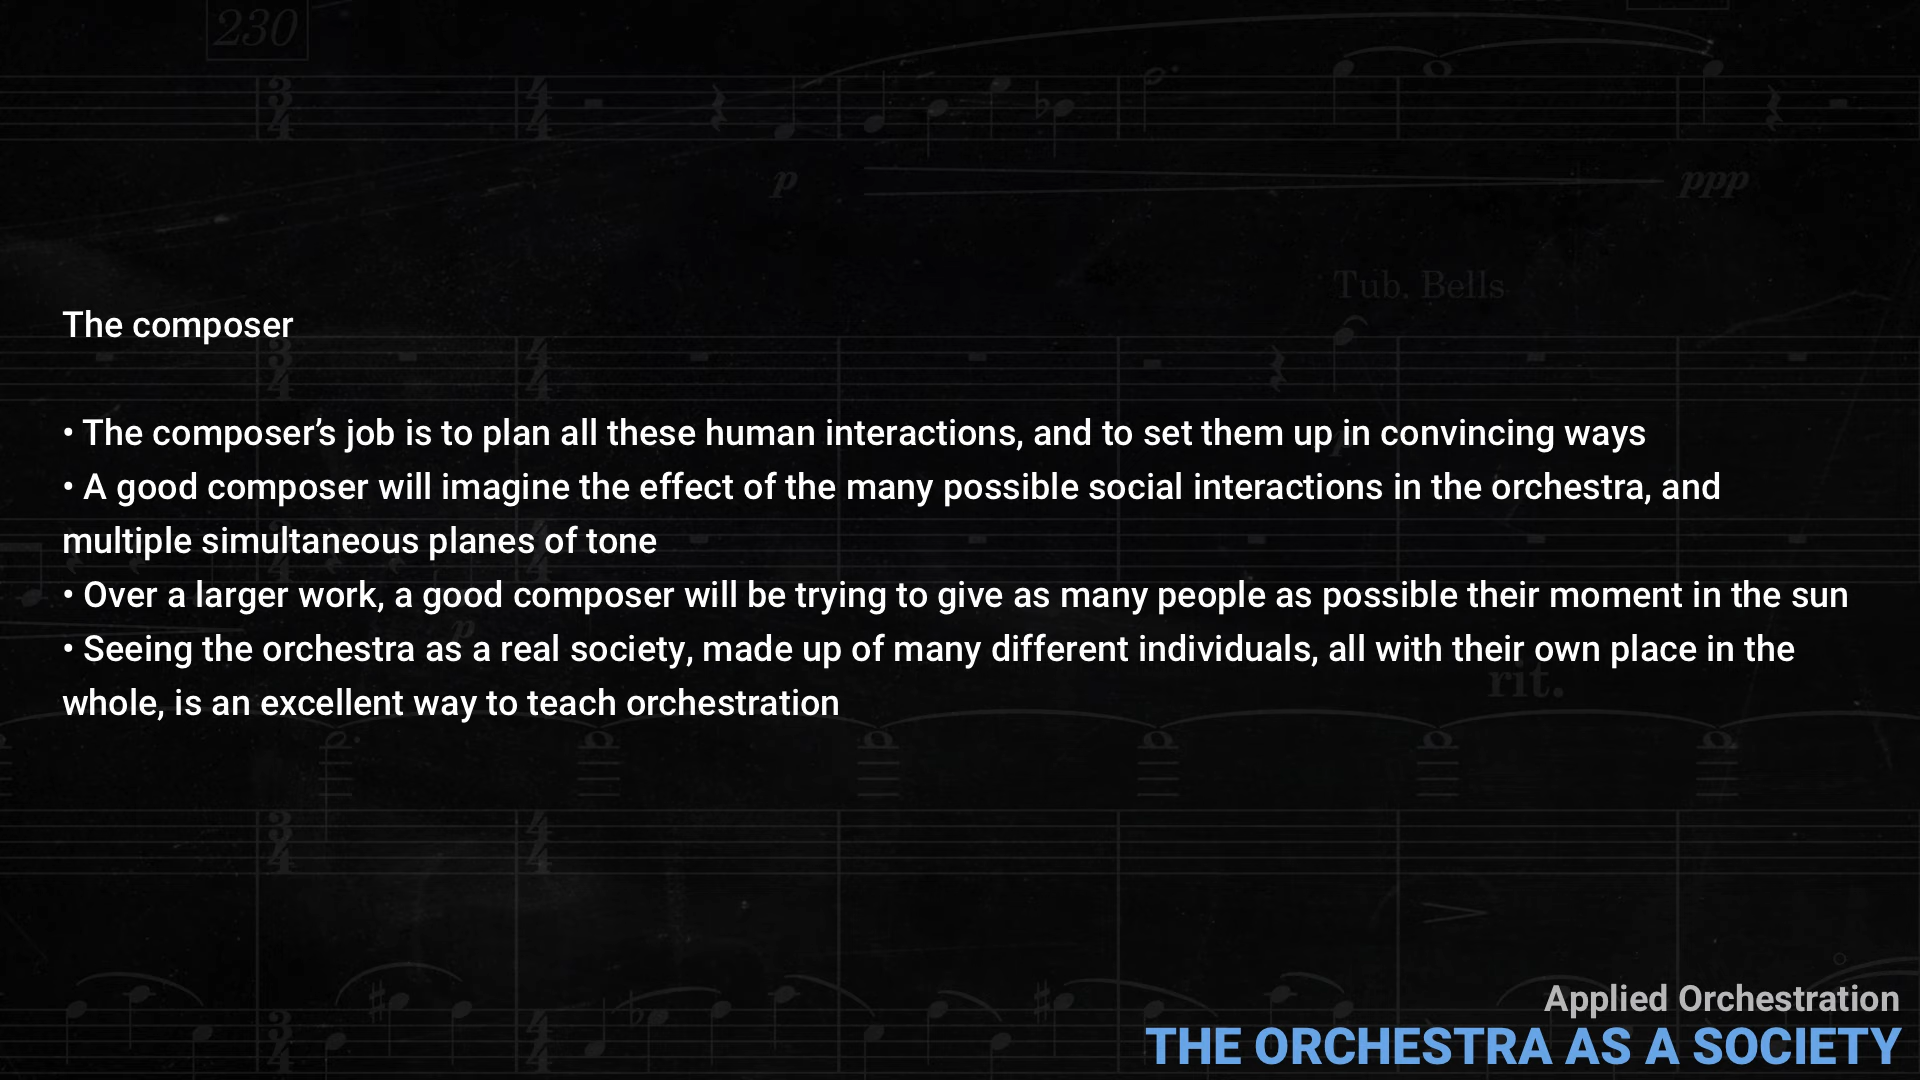 230
p
ppp
Tub. Bells
The composer
• The composer’s job is to plan all these human interactions, and to set them up in convincing ways
• A good composer will imagine the effect of the many possible social interactions in the orchestra, and
multiple simultaneous planes of tone
• Over a larger work, a good composer will be trying to give as many people as possible their moment in the sun
p
• Seeing the orchestra as a real society, made up of many different individuals, all with their own place in the
rit.
whole, is an excellent way to teach orchestration
Applied Orchestration
THE ORCHESTRA AS A SOCIETY